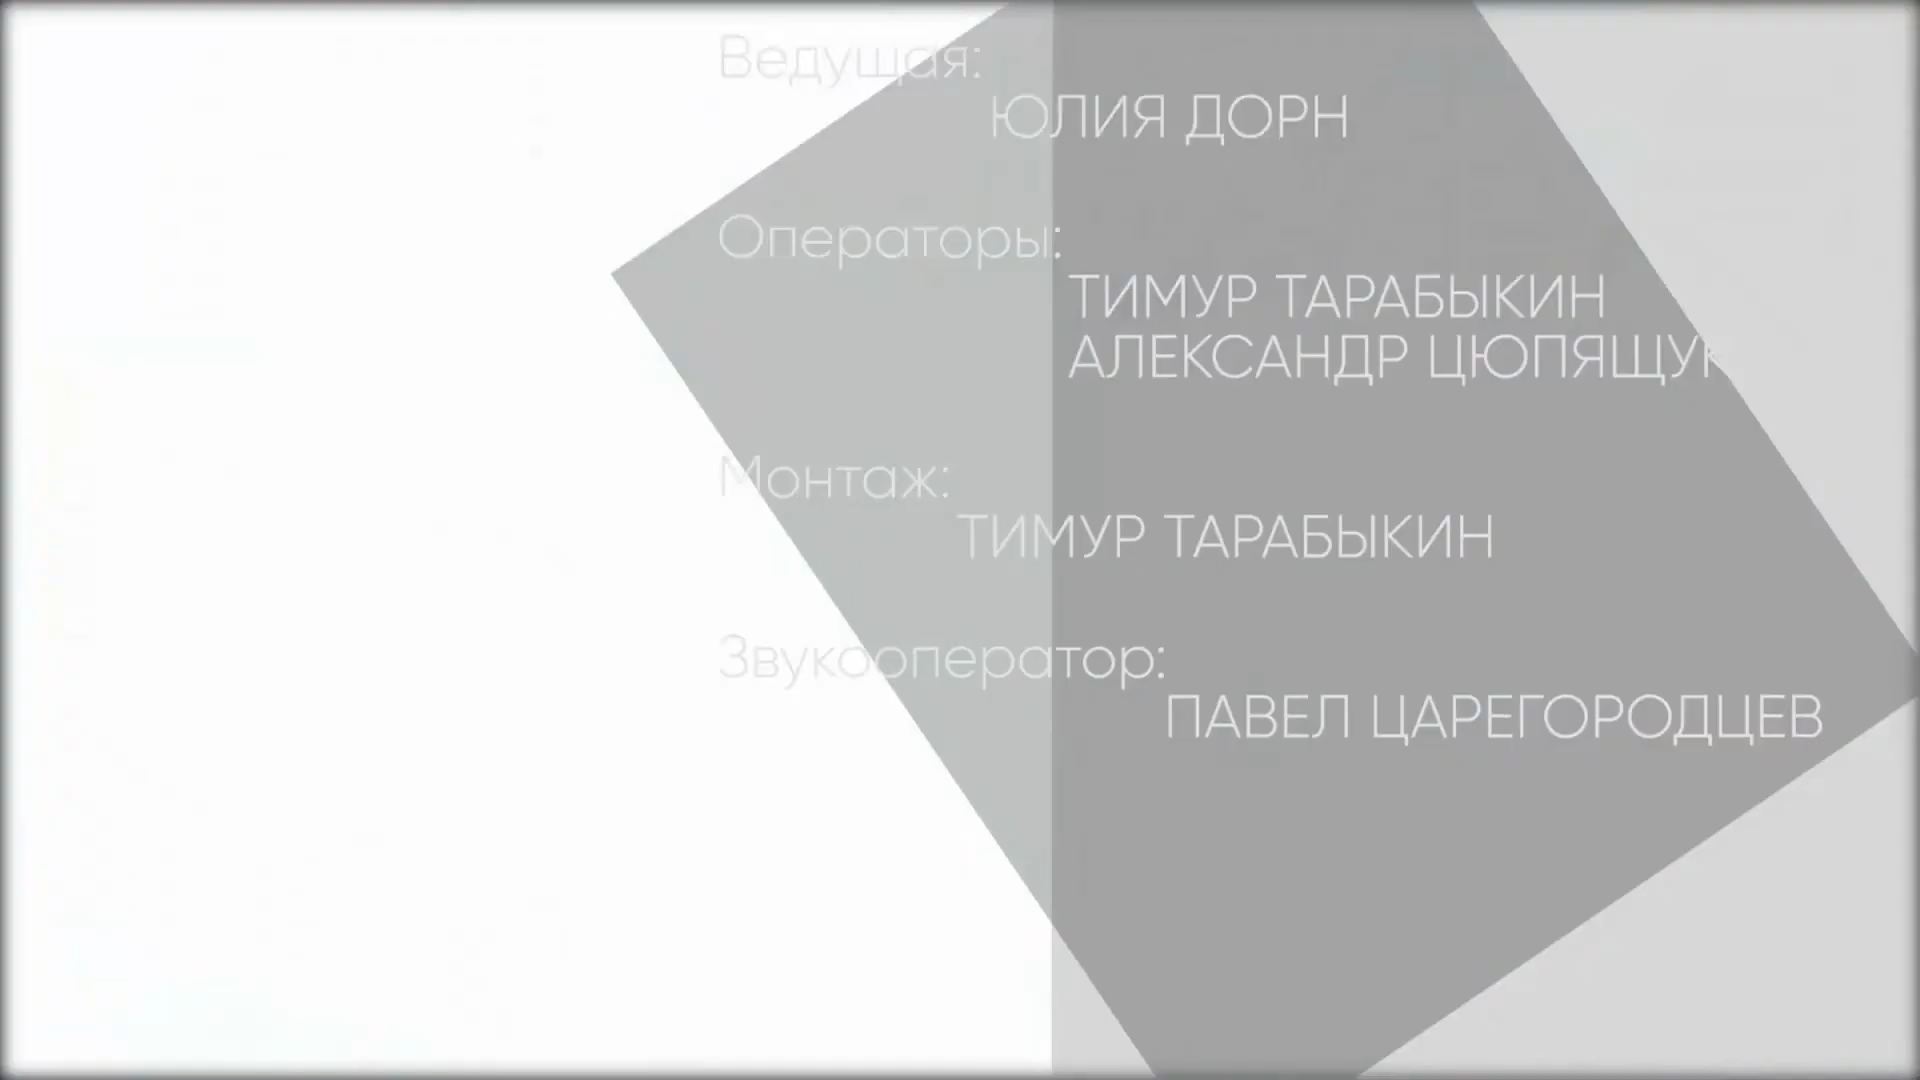 Ведущая:
ЮЛИЯ ДОРН
Операторы:
ТИМУР ТАРАБЫКИН
АЛЕКСАНДР ЦЮПЯЩУК
Монтаж:
ТИМУР ТАРАБЫКИН
Звукооператор:
ПАВЕЛ ЦАРЕГОРОДЦЕВ